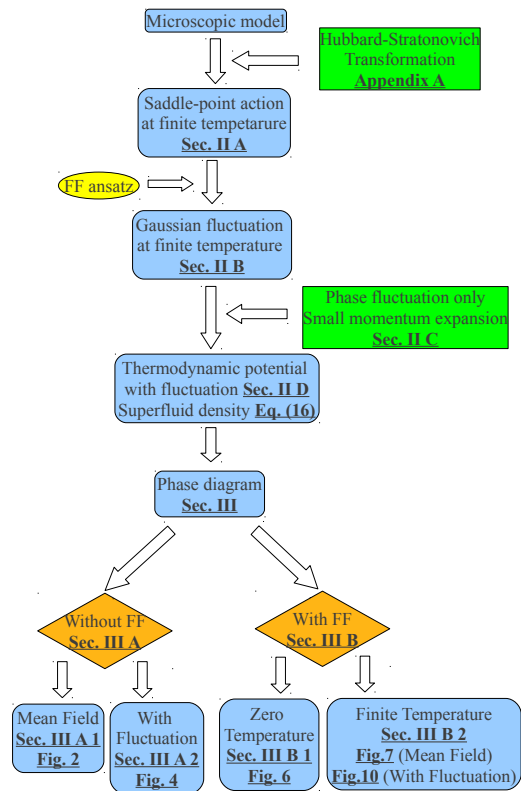 Microscopic model
Hubbard-Stratonovich
Transformation
Appendix A
Saddle-point action
at finite tempetarure
Sec. II A
FF ansatz
Gaussian fluctuation
at finite temperature
Sec. II B
Phase fluctuation only
Small momentum expansion
Sec. II C
Thermodynamic potential
with fluctuation Sec. II D
Superfluid density Eq. (16)
Phase diagram
Sec. III
Without FF
Sec. III A
With FF
Sec. III B
Mean Field
Sec. III A 1
Fig. 2
With
Fluctuation
Sec. III A 2
Fig. 4
Zero
Temperature
Sec. III B 1
Fig. 6
Finite Temperature
Sec. III B 2
Fig.7 (Mean Field)
Fig.10 (With Fluctuation)